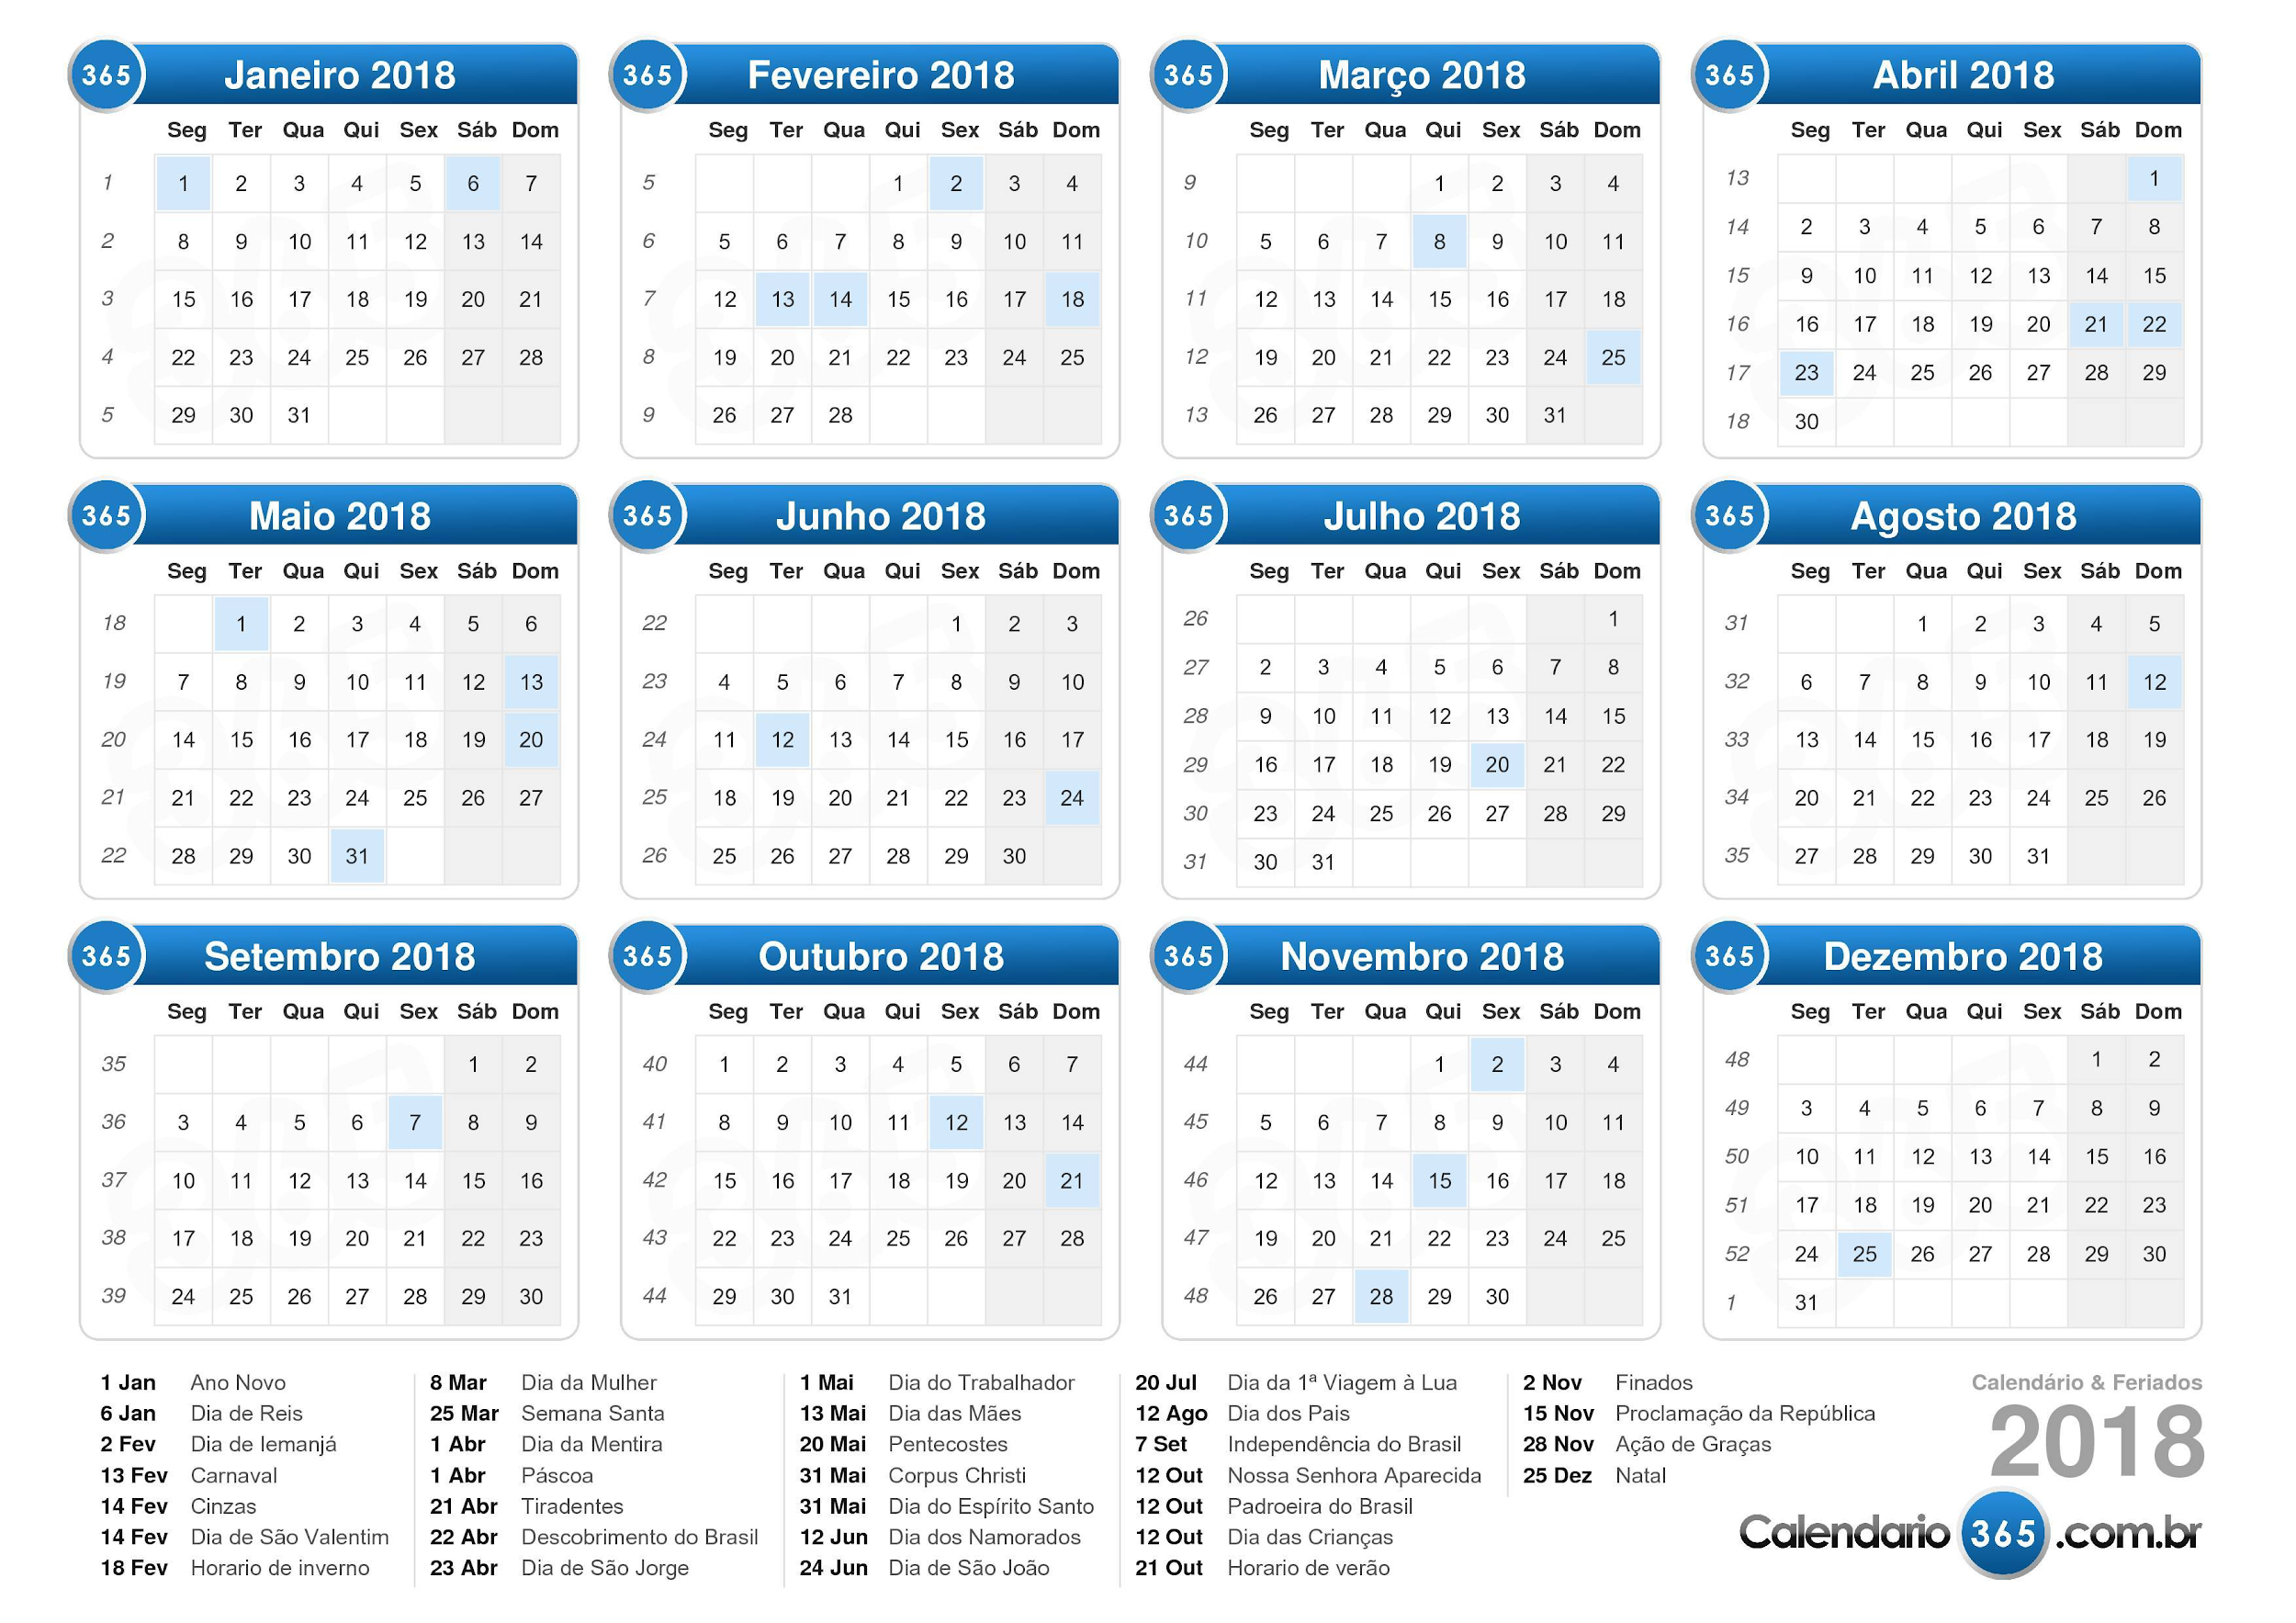 365 Janeiro 2018
Seg Ter Qua Qui Sex Sáb Dom
1 1 2 3 4 5 6 7
2 8 9 10 11 12 13 14
3 15 16 17 18 19 20 21
4 22 23 24 25 26 27 28
5 29 30 31
365 Fevereiro 2018
Seg Ter Qua Qui Sex Sáb Dom
5 1 2 3 4
6 5 6 7 8 9 10 11
7 12 13 14 15 16 17 18
8 19 20 21 22 23 24 25
9 26 27 28
365 Março 2018
Seg Ter Qua Qui Sex Sáb Dom
9 1 2 3 4
10 5 6 7 8 9 10 11
11 12 13 14 15 16 17 18
12 19 20 21 22 23 24 25
13 26 27 28 29 30 31
365 Abril 2018
Seg Ter Qua Qui Sex Sáb Dom
13 1
14 2 3 4 5 6 7 8
15 9 10 11 12 13 14 15
16 16 17 18 19 20 21 22
17 23 24 25 26 27 28 29
18 30
365 Maio 2018
Seg Ter Qua Qui Sex Sáb Dom
18 1 2 3 4 5 6
19 7 8 9 10 11 12 13
20 14 15 16 17 18 19 20
21 21 22 23 24 25 26 27
22 28 29 30 31
365 Junho 2018
Seg Ter Qua Qui Sex Sáb Dom
22 1 2 3
23 4 5 6 7 8 9 10
24 11 12 13 14 15 16 17
25 18 19 20 21 22 23 24
26 25 26 27 28 29 30
365 Julho 2018
Seg Ter Qua Qui Sex Sáb Dom
26 1
27 2 3 4 5 6 7 8
28 9 10 11 12 13 14 15
29 16 17 18 19 20 21 22
30 23 24 25 26 27 28 29
31 30 31
365 Agosto 2018
Seg Ter Qua Qui Sex Sáb Dom
31 1 2 3 4 5
32 6 7 8 9 10 11 12
33 13 14 15 16 17 18 19
34 20 21 22 23 24 25 26
35 27 28 29 30 31
365 Setembro 2018
Seg Ter Qua Qui Sex Sáb Dom
35 1 2
36 3 4 5 6 7 8 9
37 10 11 12 13 14 15 16
38 17 18 19 20 21 22 23
39 24 25 26 27 28 29 30
365 Outubro 2018
Seg Ter Qua Qui Sex Sáb Dom
40 1 2 3 4 5 6 7
41 8 9 10 11 12 13 14
42 15 16 17 18 19 20 21
43 22 23 24 25 26 27 28
44 29 30 31
365 Novembro 2018
Seg Ter Qua Qui Sex Sáb Dom
44 1 2 3 4
45 5 6 7 8 9 10 11
46 12 13 14 15 16 17 18
47 19 20 21 22 23 24 25
48 26 27 28 29 30
365 Dezembro 2018
Seg Ter Qua Qui Sex Sáb Dom
48 1 2
49 3 4 5 6 7 8 9
50 10 11 12 13 14 15 16
51 17 18 19 20 21 22 23
52 24 25 26 27 28 29 30
1 31
1 Jan Ano Novo
6 Jan Dia de Reis
2 Fev Dia de Iemanjá
13 Fev Carnaval
14 Fev Cinzas
14 Fev Dia de São Valentim
18 Fev Horario de inverno
8 Mar Dia da Mulher
25 Mar Semana Santa
1 Abr Dia da Mentira
1 Abr Páscoa
21 Abr Tiradentes
22 Abr Descobrimento do Brasil
23 Abr Dia de São Jorge
1 Mai Dia do Trabalhador
13 Mai Dia das Mães
20 Mai Pentecostes
31 Mai Corpus Christi
31 Mai Dia do Espírito Santo
12 Jun Dia dos Namorados
24 Jun Dia de São João
20 Jul Dia da 1ª Viagem à Lua
12 Ago Dia dos Pais
7 Set Independência do Brasil
12 Out Nossa Senhora Aparecida
12 Out Padroeira do Brasil
12 Out Dia das Crianças
21 Out Horario de verão
2 Nov Finados
15 Nov Proclamação da República
28 Nov Ação de Graças
25 Dez Natal
Calendário & Feriados
2018
Calendario 365 .com.br